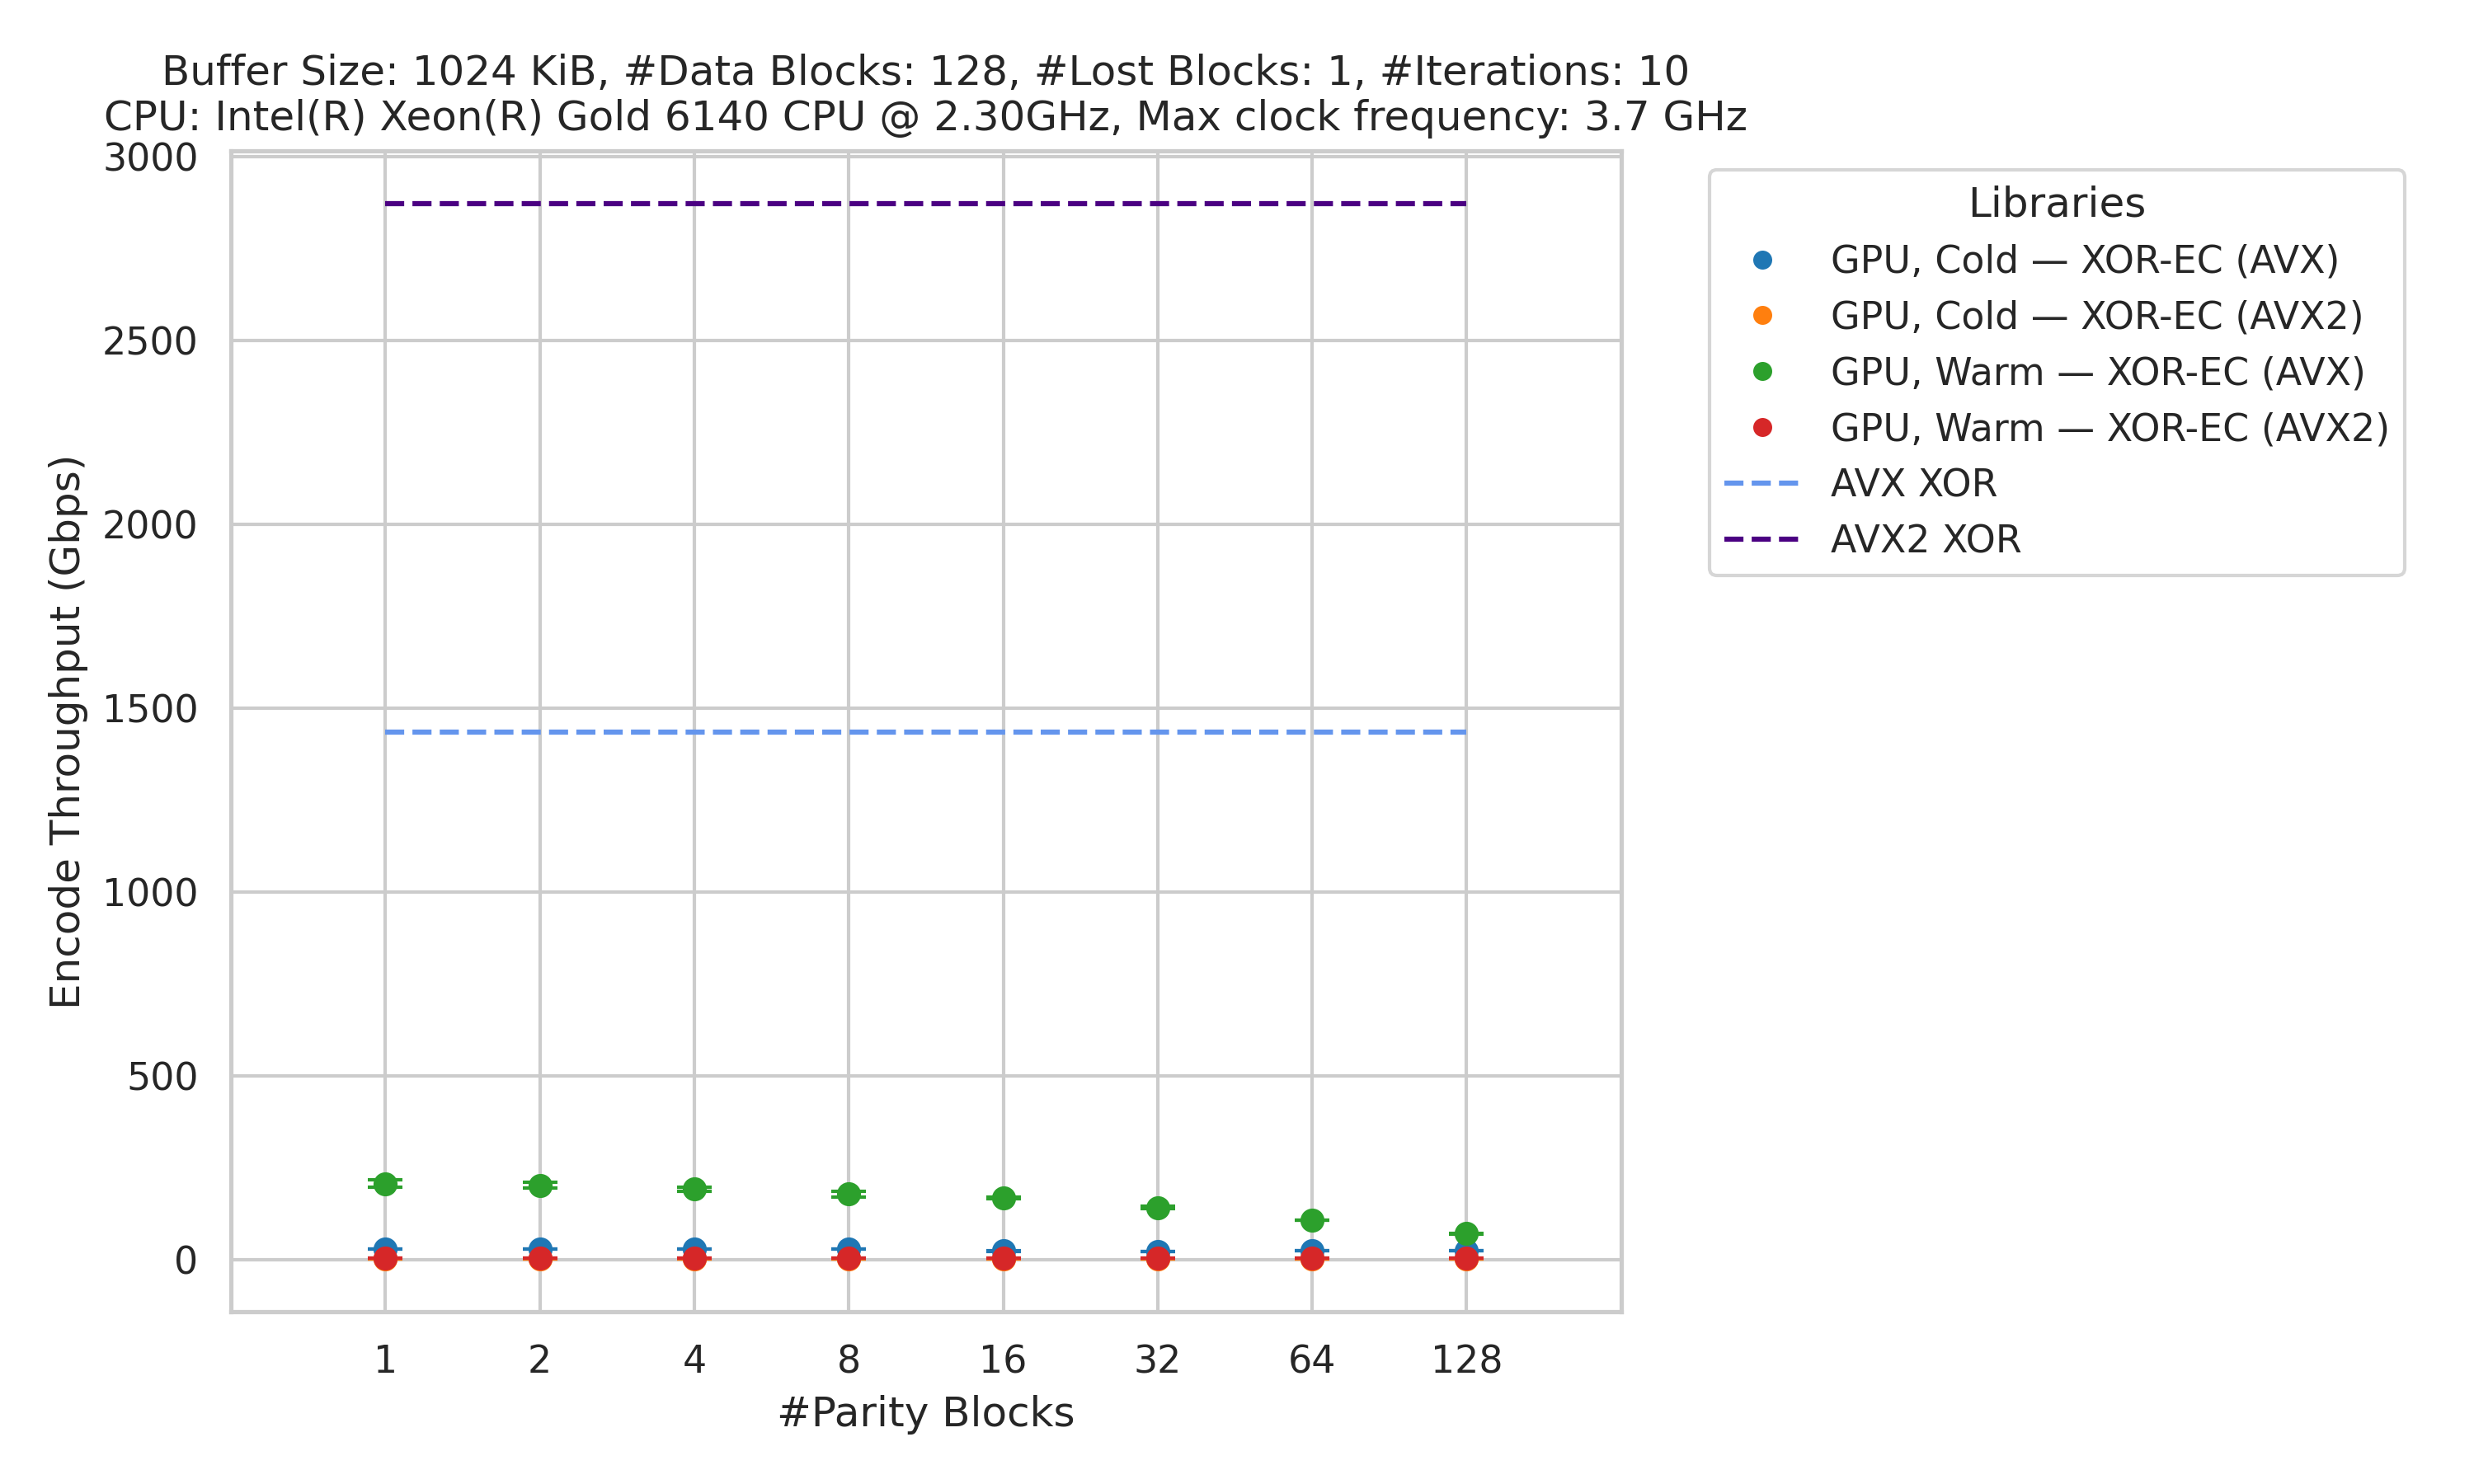 Buffer Size: 1024 KiB, #Data Blocks: 128, #Lost Blocks: 1, #Iterations: 10
CPU: Intel(R) Xeon(R) Gold 6140 CPU @ 2.30GHz, Max clock frequency: 3.7 GHz
3000
2500
2000
1500
1000
500
0
Encode Throughput (Gbps)
1 2 4 8 16 32 64 128
#Parity Blocks
Libraries
GPU, Cold — XOR-EC (AVX)
GPU, Cold — XOR-EC (AVX2)
GPU, Warm — XOR-EC (AVX)
GPU, Warm — XOR-EC (AVX2)
AVX XOR
AVX2 XOR